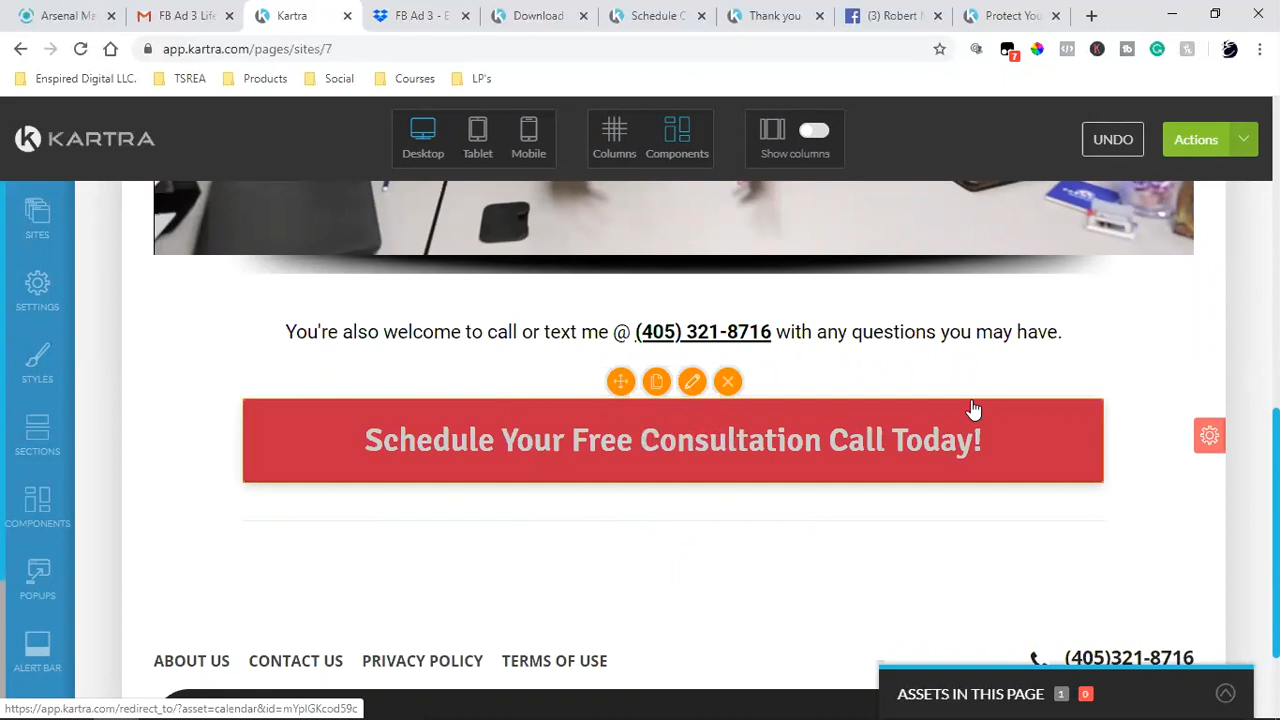 Arsenal Ma
FB Ad 3 Life
Kartra
FB Ad 3 - E
Download
Schedule C
Thank you
(3) Robert M
Protect You
app.kartra.com/pages/sites/7
7
Enspired Digital LLC.
TSREA
Products
Social
Courses
LP's
KARTRA
Desktop
Tablet
Mobile
Columns
Components
Show columns
UNDO
Actions
SITES
SETTINGS
STYLES
SECTIONS
COMPONENTS
POPUPS
ALERT BAR
You're also welcome to call or text me @ (405) 321-8716 with any questions you may have.
Schedule Your Free Consultation Call Today!
ABOUT US CONTACT US PRIVACY POLICY TERMS OF USE
(405)321-8716
ASSETS IN THIS PAGE 1 0
https://app.kartra.com/redirect_to/?asset=calendar&id=mYpIGKcod59c